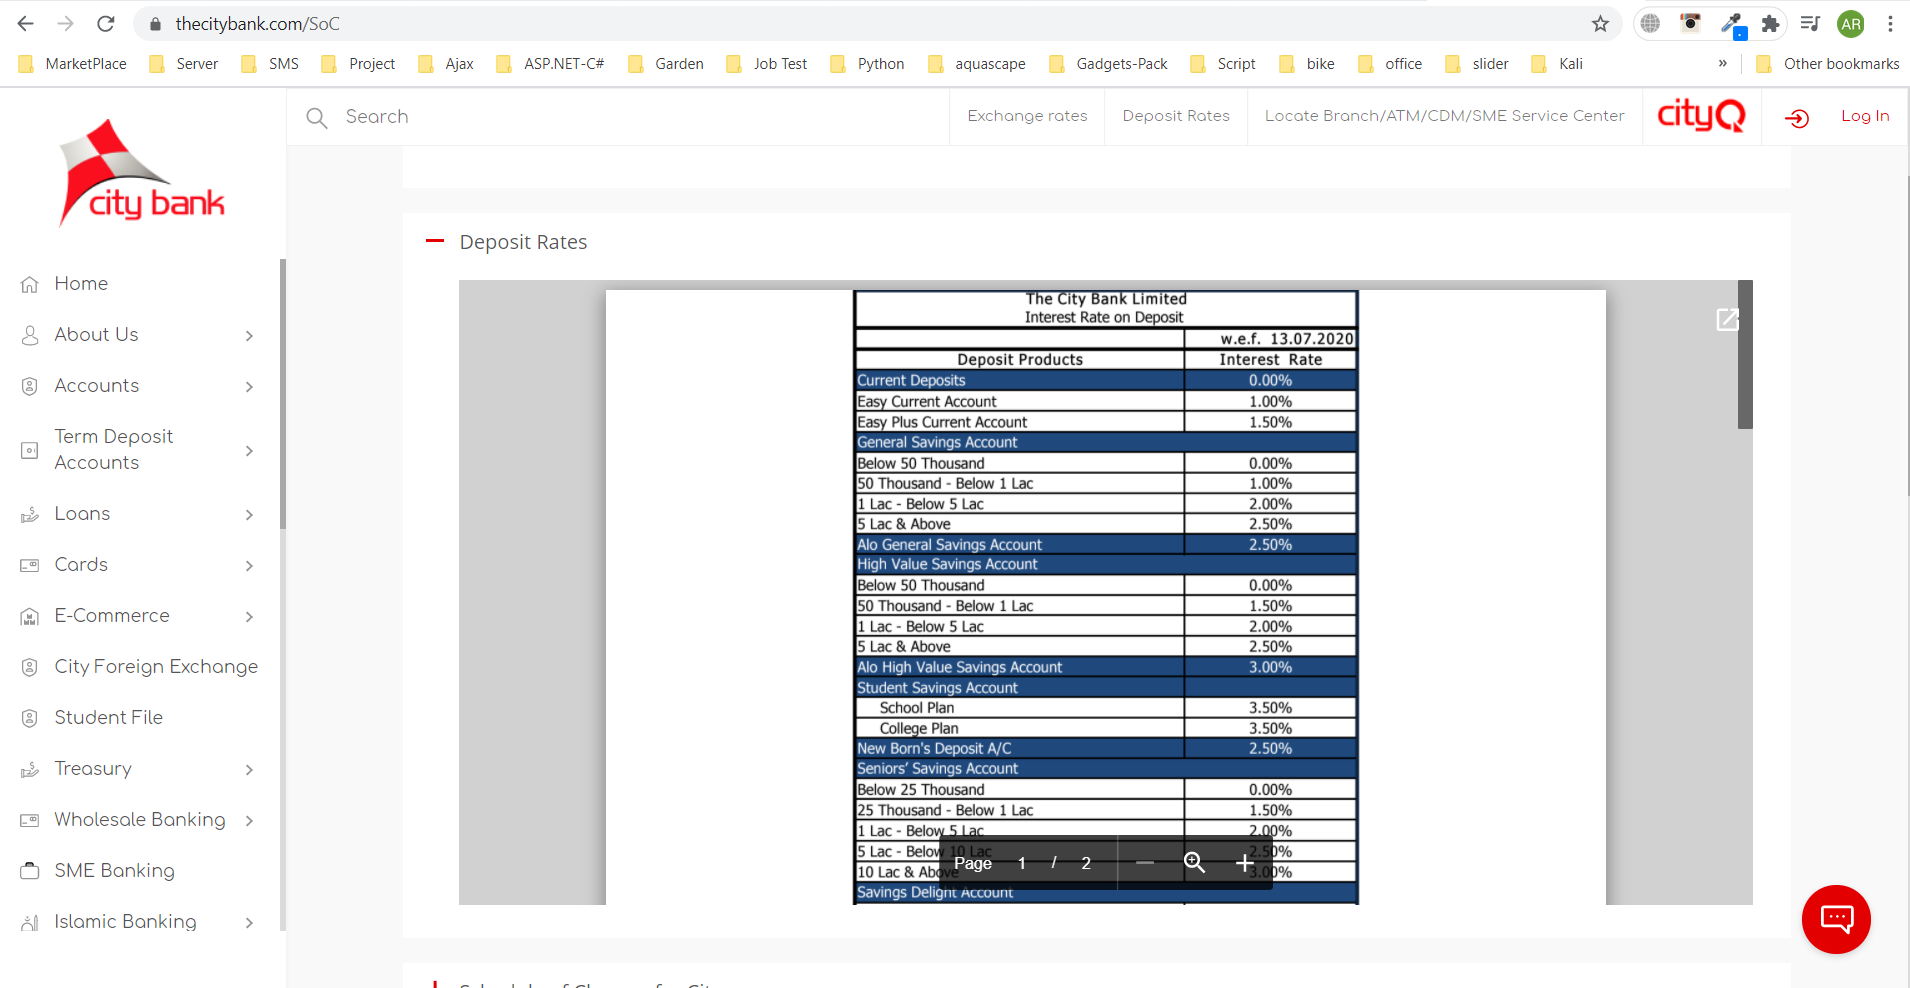 thecitybank.com/SoC
AR
MarketPlace
Server
SMS
Project
Ajax
ASP.NET-C#
Garden
Job Test
Python
aquascape
Gadgets-Pack
Script
bike
office
slider
Kali
»
Other bookmarks
city bank
Search
Exchange rates
Deposit Rates
Locate Branch/ATM/CDM/SME Service Center
cityQ
Log In
Home
About Us
Accounts
Term Deposit
Accounts
Loans
Cards
E-Commerce
City Foreign Exchange
Student File
Treasury
Wholesale Banking
SME Banking
Islamic Banking
Deposit Rates
The City Bank Limited
Interest Rate on Deposit
w.e.f. 13.07.2020
Deposit Products Interest Rate
Current Deposits 0.00%
Easy Current Account 1.00%
Easy Plus Current Account 1.50%
General Savings Account
Below 50 Thousand 0.00%
50 Thousand - Below 1 Lac 1.00%
1 Lac - Below 5 Lac 2.00%
5 Lac & Above 2.50%
Alo General Savings Account 2.50%
High Value Savings Account
Below 50 Thousand 0.00%
50 Thousand - Below 1 Lac 1.50%
1 Lac - Below 5 Lac 2.00%
5 Lac & Above 2.50%
Alo High Value Savings Account 3.00%
Student Savings Account
School Plan 3.50%
College Plan 3.50%
New Born's Deposit A/C 2.50%
Seniors' Savings Account
Below 25 Thousand 0.00%
25 Thousand - Below 1 Lac 1.50%
1 Lac - Below 5 Lac 2.00%
5 Lac - Below 10 Lac 2.50%
10 Lac & Above 3.00%
Savings Delight Account
Page 1 / 2